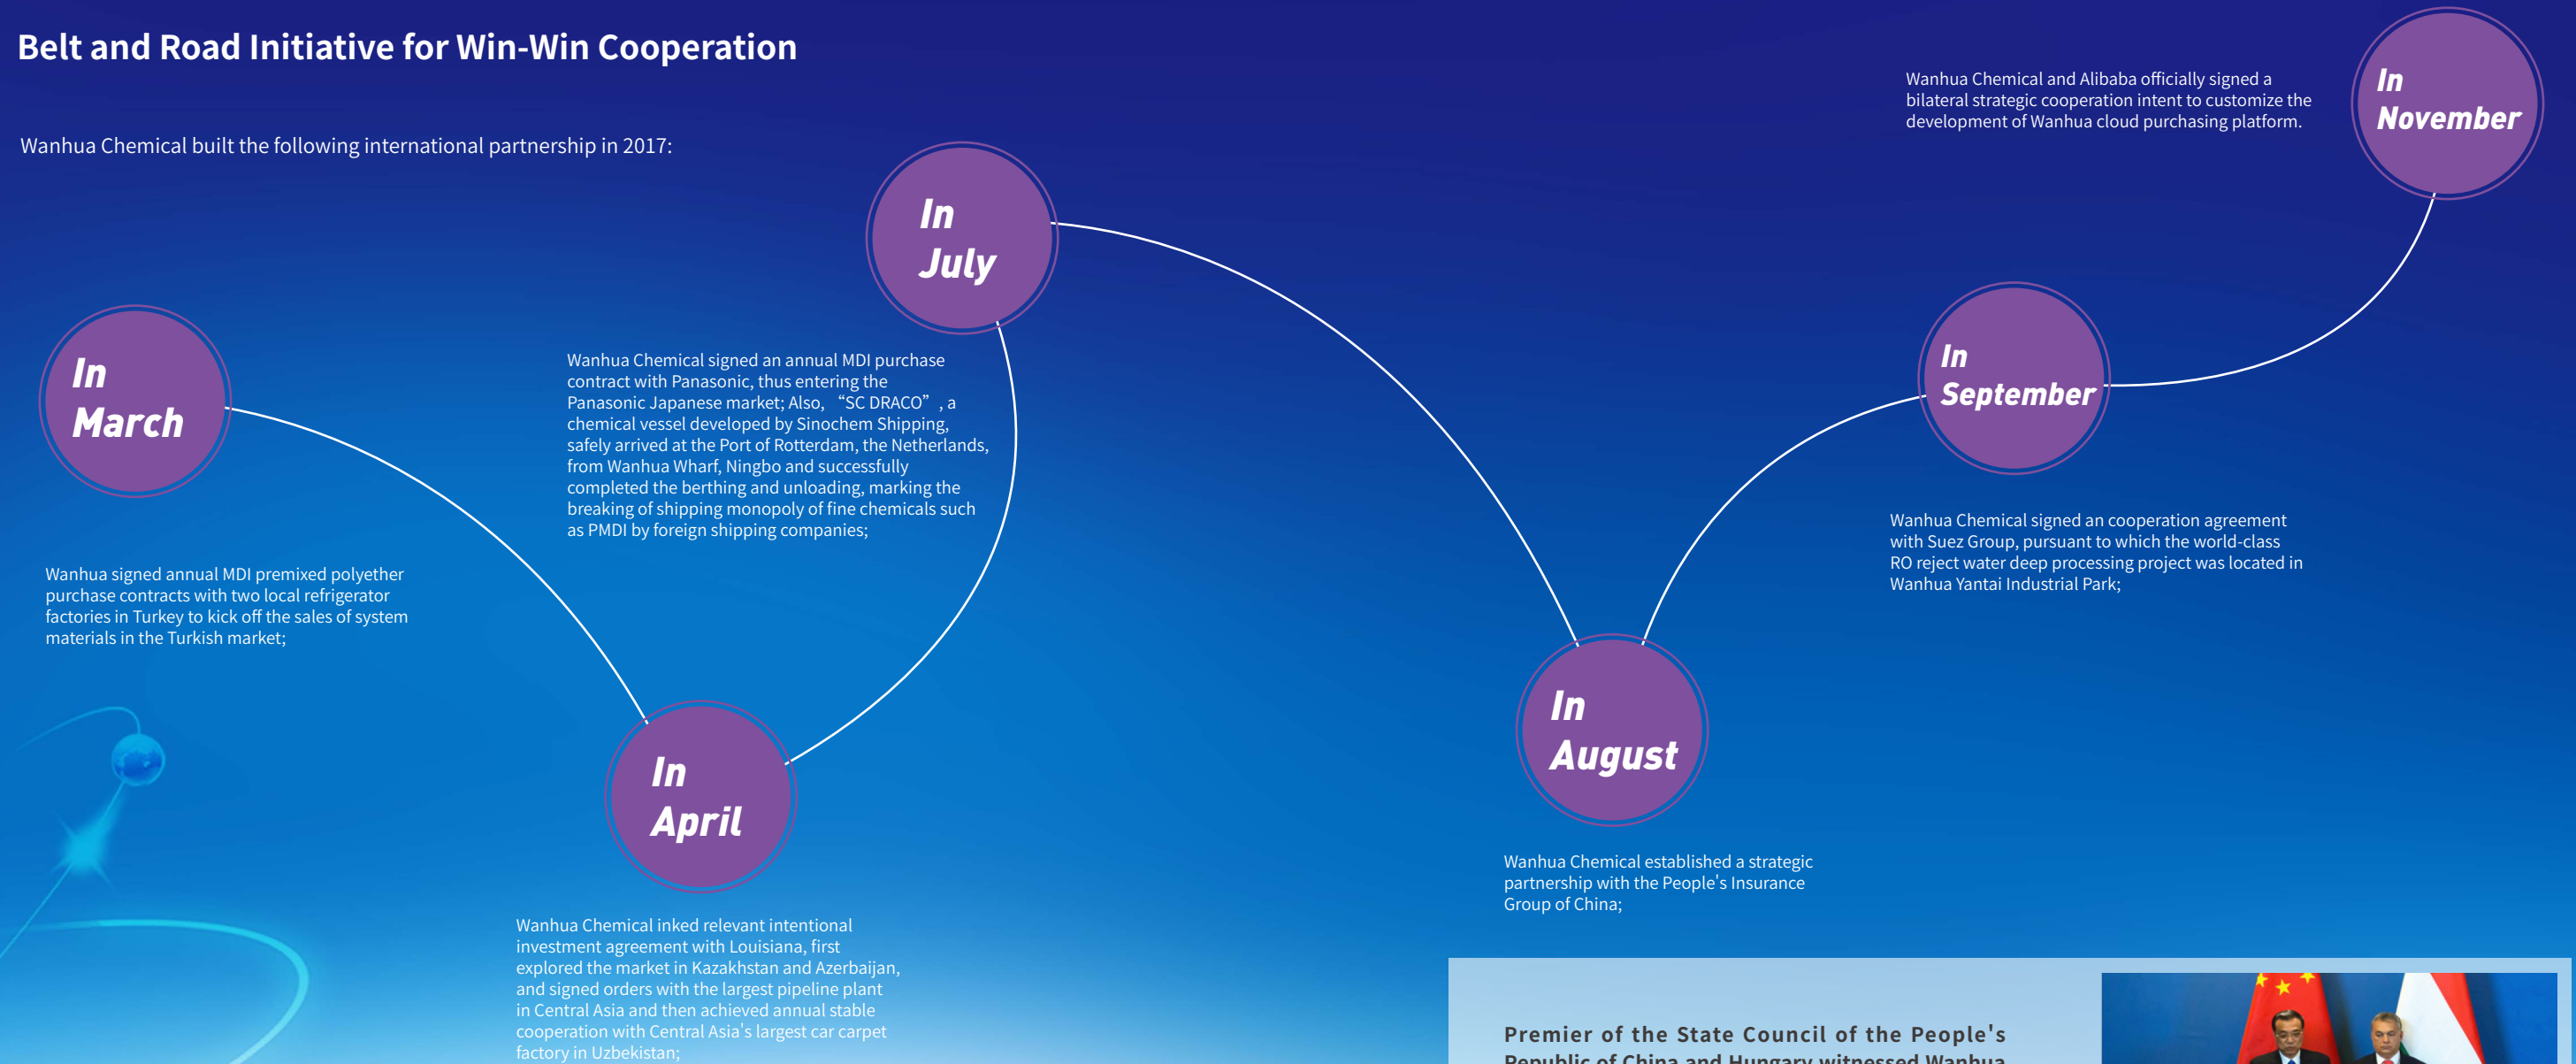 Belt and Road Initiative for Win-Win Cooperation
Wanhua Chemical built the following international partnership in 2017:
In
March
Wanhua signed annual MDI premixed polyether
purchase contracts with two local refrigerator
factories in Turkey to kick off the sales of system
materials in the Turkish market;
In
April
Wanhua Chemical inked relevant intentional
investment agreement with Louisiana, first
explored the market in Kazakhstan and Azerbaijan,
and signed orders with the largest pipeline plant
in Central Asia and then achieved annual stable
cooperation with Central Asia's largest car carpet
factory in Uzbekistan;
In
July
Wanhua Chemical signed an annual MDI purchase
contract with Panasonic, thus entering the
Panasonic Japanese market; Also, “SC DRACO”, a
chemical vessel developed by Sinochem Shipping,
safely arrived at the Port of Rotterdam, the Netherlands,
from Wanhua Wharf, Ningbo and successfully
completed the berthing and unloading, marking the
breaking of shipping monopoly of fine chemicals such
as PMDI by foreign shipping companies;
In
August
Wanhua Chemical established a strategic
partnership with the People's Insurance
Group of China;
In
September
Wanhua Chemical signed an cooperation agreement
with Suez Group, pursuant to which the world-class
RO reject water deep processing project was located in
Wanhua Yantai Industrial Park;
In
November
Wanhua Chemical and Alibaba officially signed a
bilateral strategic cooperation intent to customize the
development of Wanhua cloud purchasing platform.
Premier of the State Council of the People's
Republic of China and Hungary witnessed Wanhua